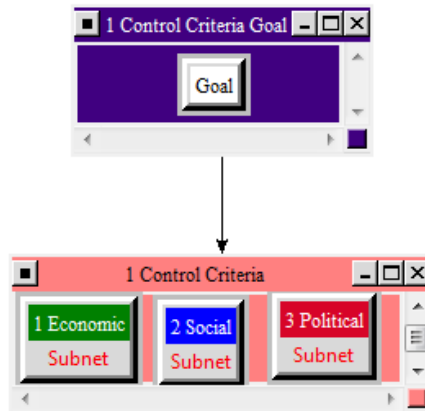 1 Control Criteria Goal
Goal
1 Control Criteria
1 Economic
Subnet
2 Social
Subnet
3 Political
Subnet